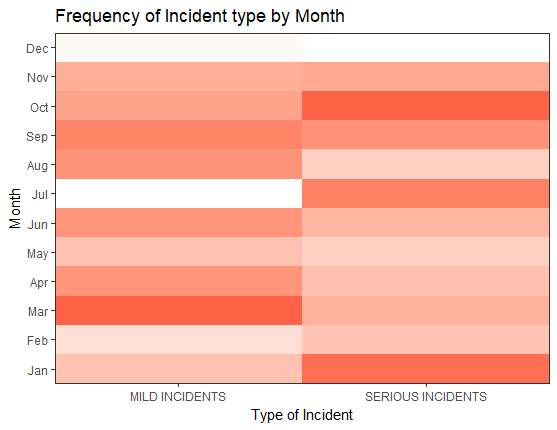 Frequency of Incident type by Month
Dec
Nov
Oct
Sep
Aug
Jul
Jun
May
Apr
Mar
Feb
Jan
Month
MILD INCIDENTS
SERIOUS INCIDENTS
Type of Incident